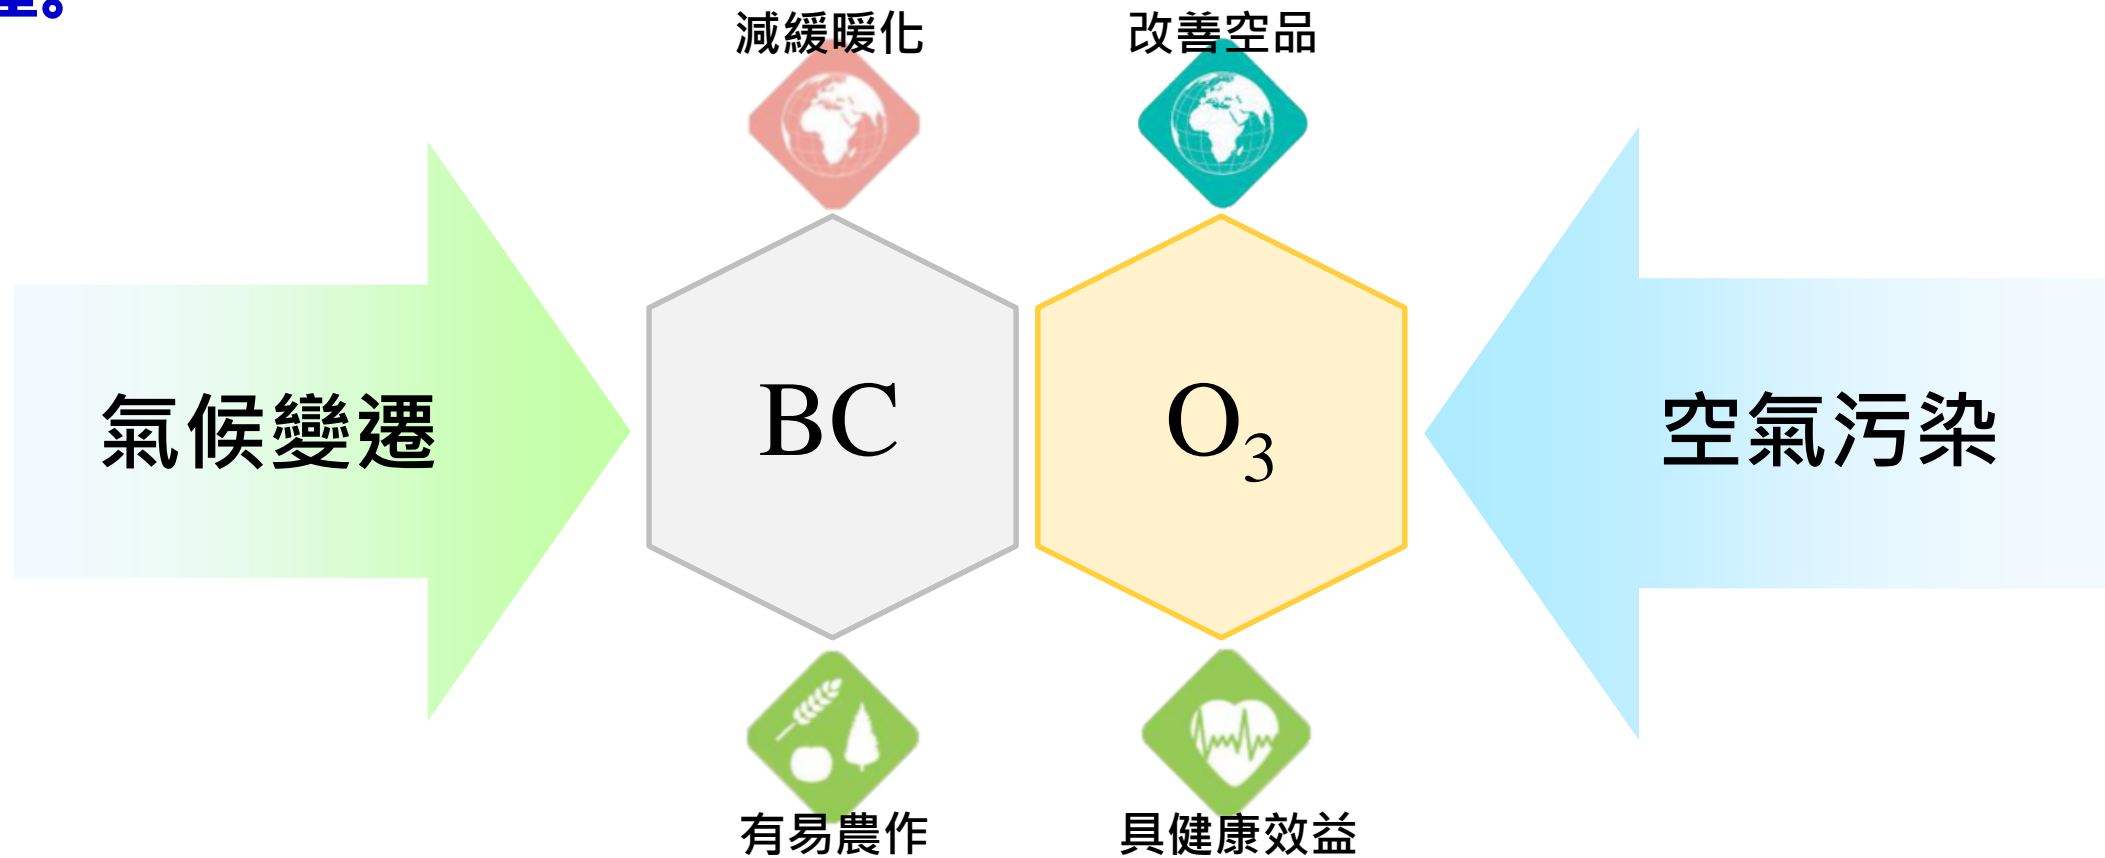 。
減緩暖化
改善空品
氣候變遷
BC
O₃
空氣污染
有易農作
具健康效益